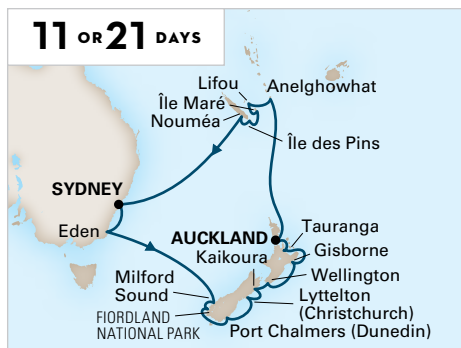 11 OR 21 DAYS
Lifou
Anelghowhat
Île Maré
Nouméa
Île des Pins
SYDNEY
Eden
AUCKLAND
Tauranga
Kaikoura
Gisborne
Wellington
Milford
Sound
Lyttelton
(Christchurch)
FIORDLAND
NATIONAL PARK
Port Chalmers (Dunedin)